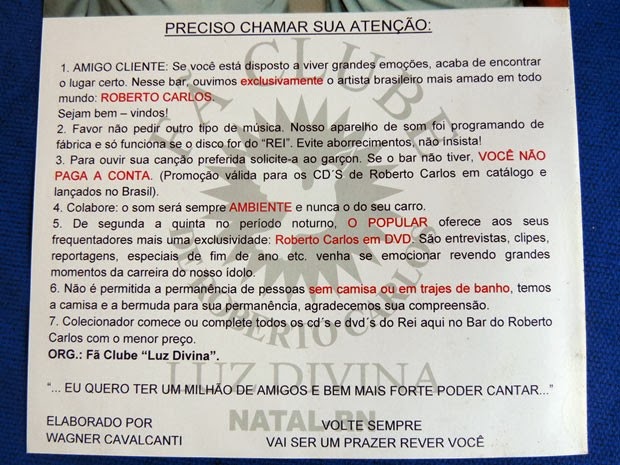 PRECISO CHAMAR SUA ATENÇÃO:
1. AMIGO CLIENTE: Se você está disposto a viver grandes emoções, acaba de encontrar
o lugar certo. Nesse bar, ouvimos exclusivamente o artista brasileiro mais amado em todo
mundo: ROBERTO CARLOS.
Sejam bem – vindos!
2. Favor não pedir outro tipo de música. Nosso aparelho de som foi programando de
fábrica e só funciona se o disco for do “REI”. Evite aborrecimentos, não insista!
3. Para ouvir sua canção preferida solicite-a ao garçon. Se o bar não tiver, VOCÊ NÃO
PAGA A CONTA. (Promoção válida para os CD´S de Roberto Carlos em catálogo e
lançados no Brasil).
4. Colabore: o som será sempre AMBIENTE e nunca o do seu carro.
5. De segunda a quinta no período noturno, O POPULAR oferece aos seus
frequentadores mais uma exclusividade: Roberto Carlos em DVD. São entrevistas, clipes,
reportagens, especiais de fim de ano etc. venha se emocionar revendo grandes
momentos da carreira do nosso ídolo.
6. Não é permitida a permanência de pessoas sem camisa ou em trajes de banho, temos
a camisa e a bermuda para sua permanência, agradecemos sua compreensão.
7. Colecionador comece ou complete todos os cd´s e dvd´s do Rei aqui no Bar do Roberto
Carlos com o menor preço.
ORG.: Fã Clube “Luz Divina”.
“... EU QUERO TER UM MILHÃO DE AMIGOS E BEM MAIS FORTE PODER CANTAR...”
ELABORADO POR VOLTE SEMPRE
WAGNER CAVALCANTI VAI SER UM PRAZER REVER VOCÊ
FÃ CLUBE
ROBERTO CARLOS
LUZ DIVINA
NATAL-RN